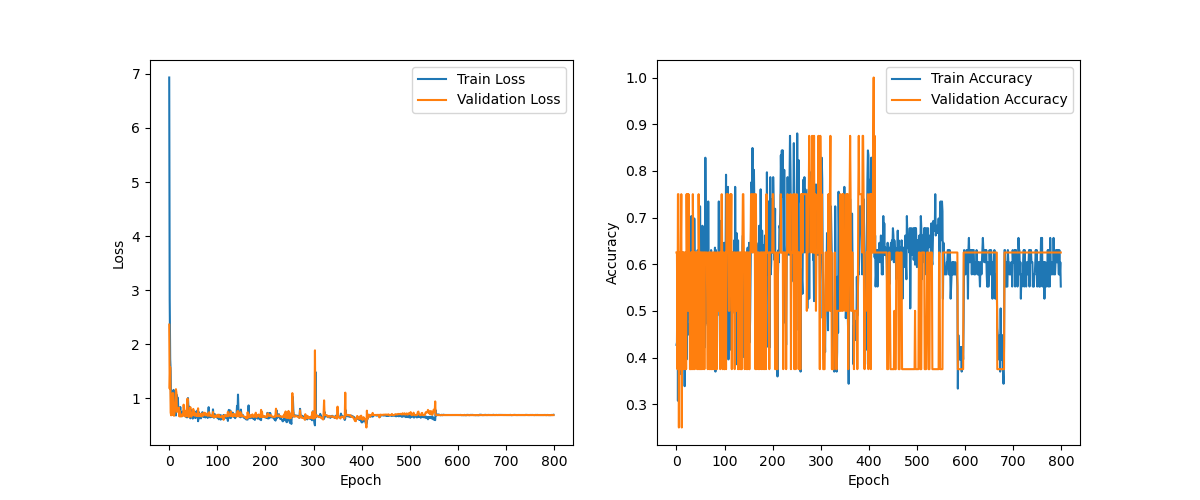 7
6
5
4
3
2
1
Loss
0 100 200 300 400 500 600 700 800
Epoch
Train Loss
Validation Loss
1.0
0.9
0.8
0.7
0.6
0.5
0.4
0.3
Accuracy
0 100 200 300 400 500 600 700 800
Epoch
Train Accuracy
Validation Accuracy